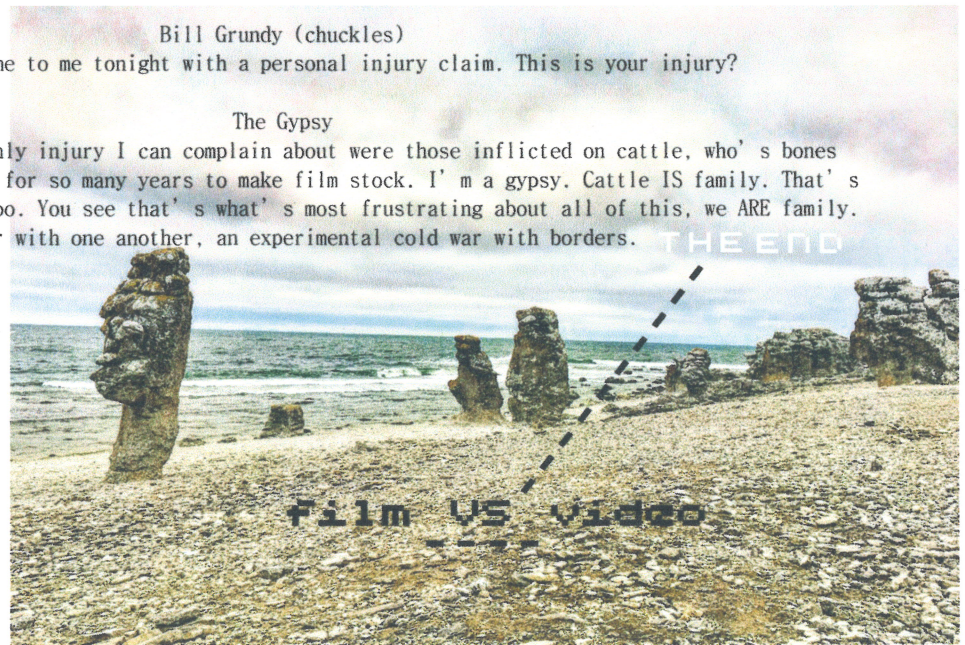 Bill Grundy (chuckles)
to me tonight with a personal injury claim. This is your injury?
The Gypsy
injury I can complain about were those inflicted on cattle, who's bones
for so many years to make film stock. I'm a gypsy. Cattle IS family. That's
You see that's what's most frustrating about all of this, we ARE family.
with one another, an experimental cold war with borders.
THE END
film VS video